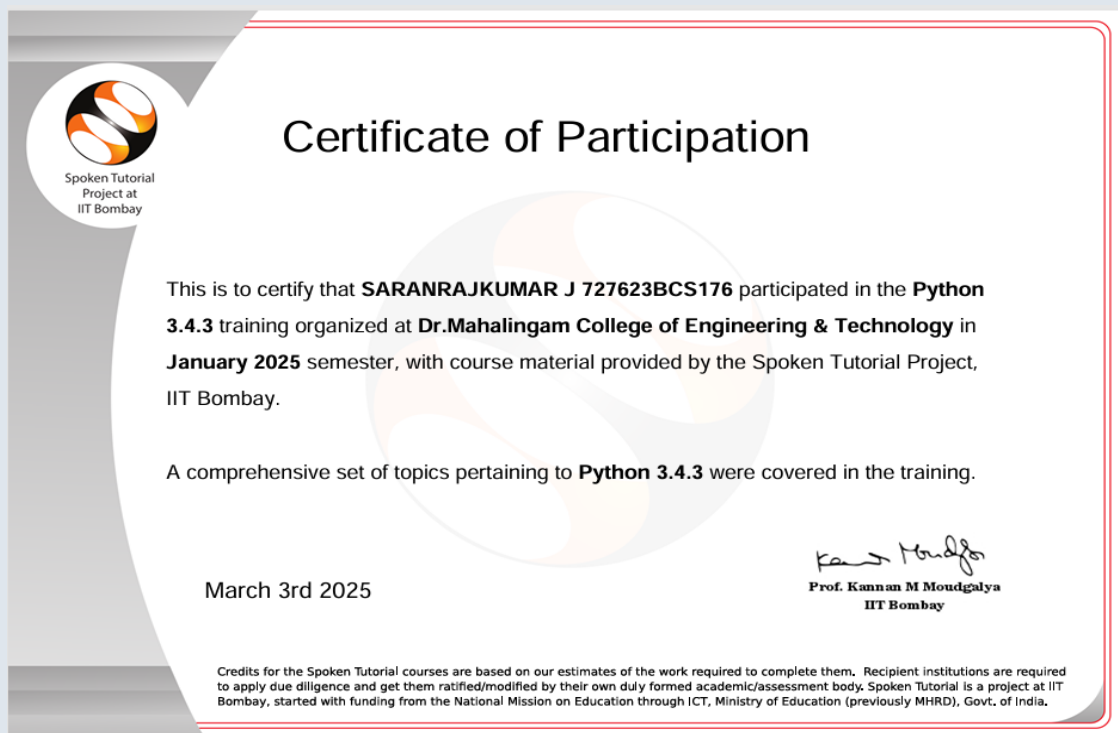 Spoken Tutorial
Project at
IIT Bombay
Certificate of Participation
This is to certify that SARANRAJKUMAR J 727623BCS176 participated in the Python
3.4.3 training organized at Dr.Mahalingam College of Engineering & Technology in
January 2025 semester, with course material provided by the Spoken Tutorial Project,
IIT Bombay.
A comprehensive set of topics pertaining to Python 3.4.3 were covered in the training.
March 3rd 2025
Kannan Moudgalya
Prof. Kannan M Moudgalya
IIT Bombay
Credits for the Spoken Tutorial courses are based on our estimates of the work required to complete them. Recipient institutions are required
to apply due diligence and get them ratified/modified by their own duly formed academic/assessment body. Spoken Tutorial is a project at IIT
Bombay, started with funding from the National Mission on Education through ICT, Ministry of Education (previously MHRD), Govt. of India.